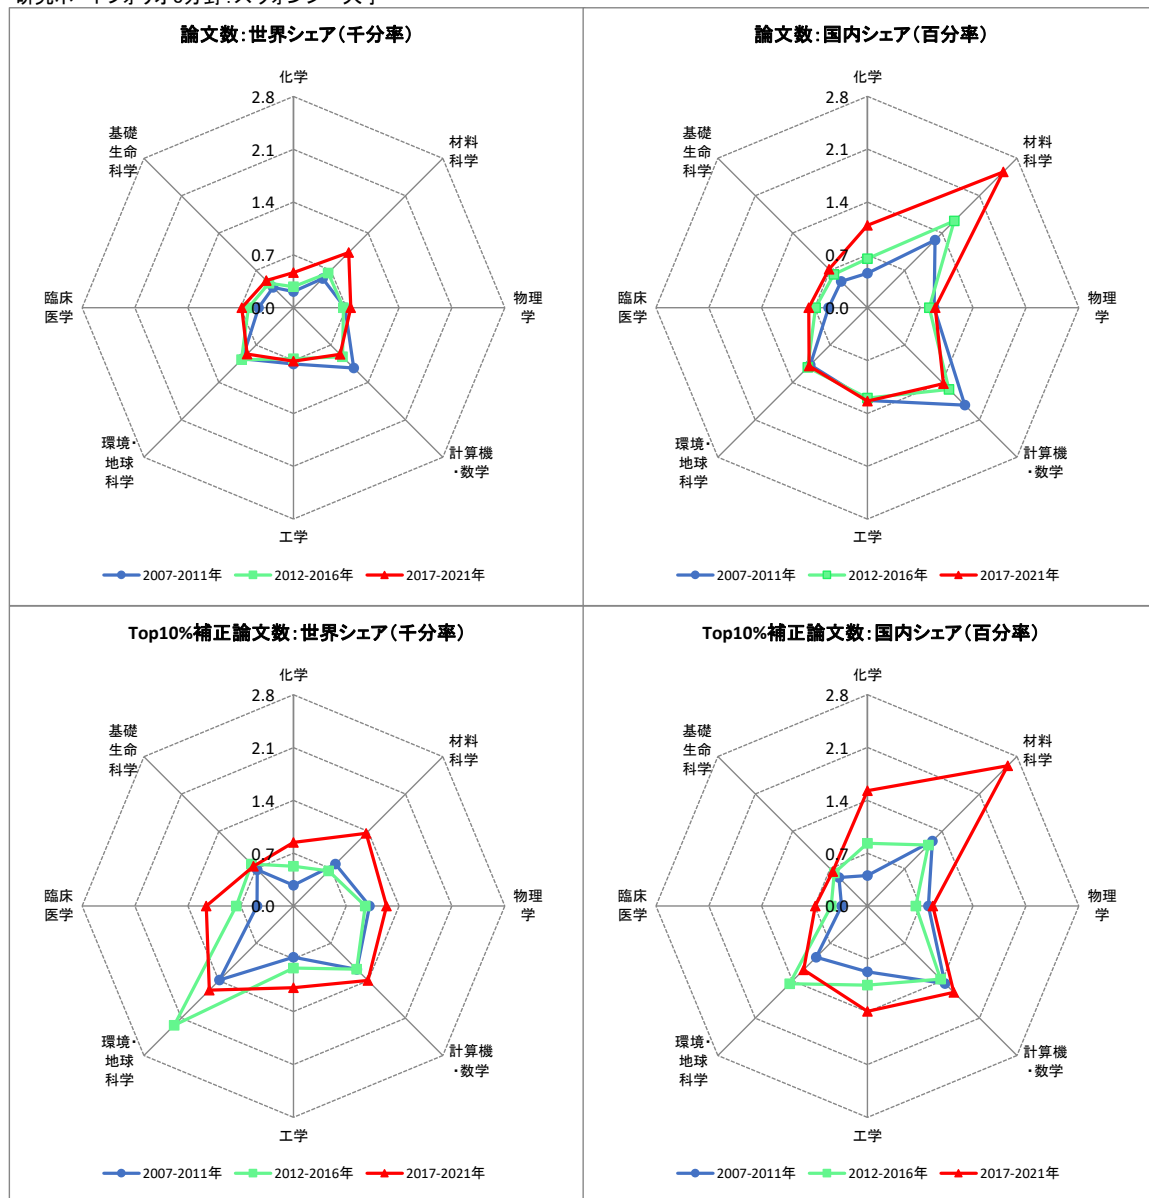 論文数：世界シェア（千分率）
化学
2.8
2.1
1.4
0.7
0.0
材料
科学
物理
学
計算機
・数学
工学
環境・
地球
科学
臨床
医学
基礎
生命
科学
2007-2011年 2012-2016年 2017-2021年
論文数：国内シェア（百分率）
化学
2.8
2.1
1.4
0.7
0.0
材料
科学
物理
学
計算機
・数学
工学
環境・
地球
科学
臨床
医学
基礎
生命
科学
2007-2011年 2012-2016年 2017-2021年
Top10%補正論文数：世界シェア（千分率）
化学
2.8
2.1
1.4
0.7
0.0
材料
科学
物理
学
計算機
・数学
工学
環境・
地球
科学
臨床
医学
基礎
生命
科学
2007-2011年 2012-2016年 2017-2021年
Top10%補正論文数：国内シェア（百分率）
化学
2.8
2.1
1.4
0.7
0.0
材料
科学
物理
学
計算機
・数学
工学
環境・
地球
科学
臨床
医学
基礎
生命
科学
2007-2011年 2012-2016年 2017-2021年